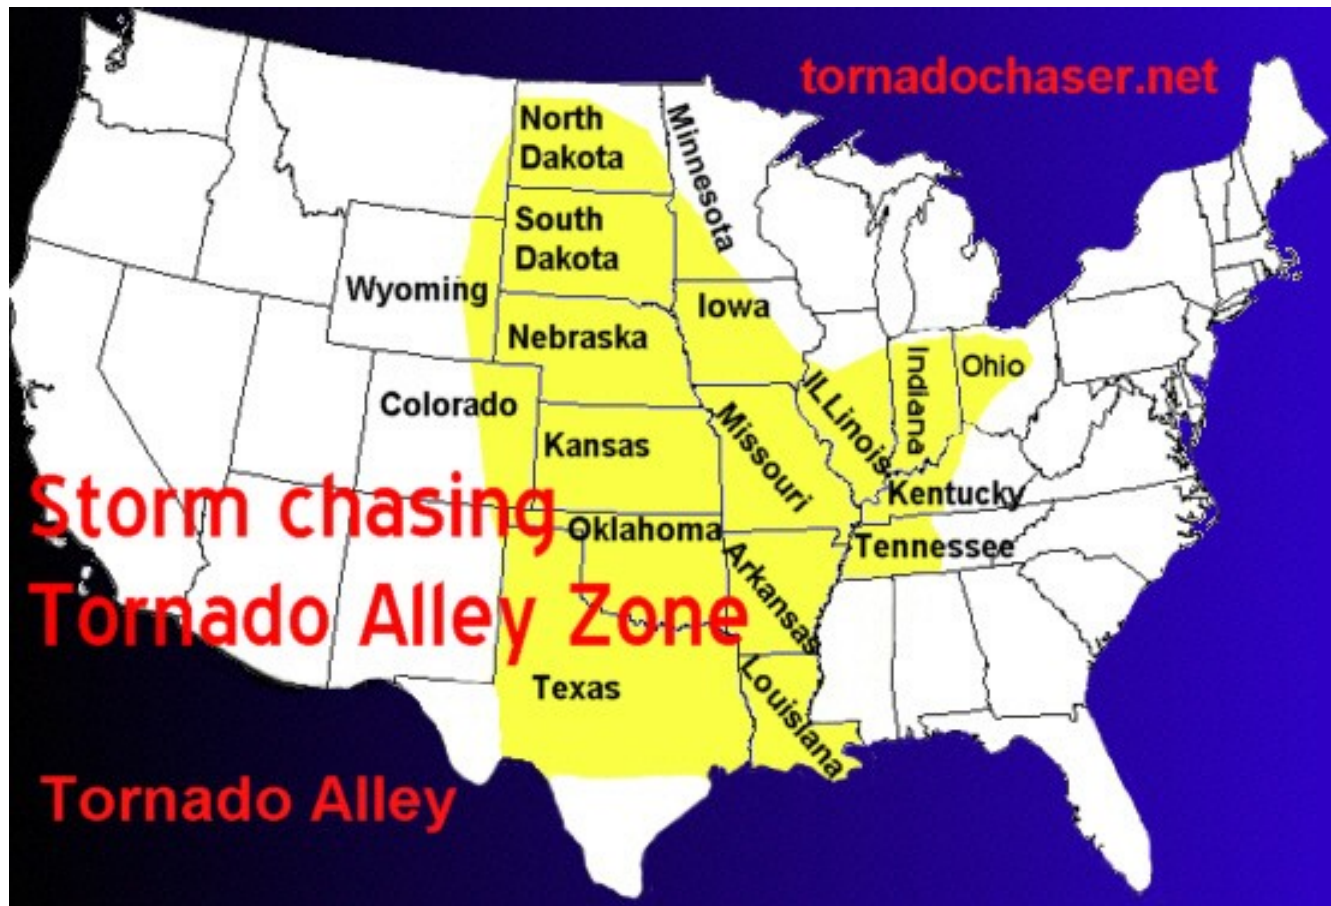 tornadochaser.net
North
Dakota
Minnesota
South
Dakota
Wyoming
Iowa
Nebraska
Indiana
Ohio
Colorado
ILLinois
Missouri
Kansas
Kentucky
Storm chasing
Oklahoma
Tennessee
Arkansas
Tornado Alley Zone
Texas
Louisiana
Tornado Alley